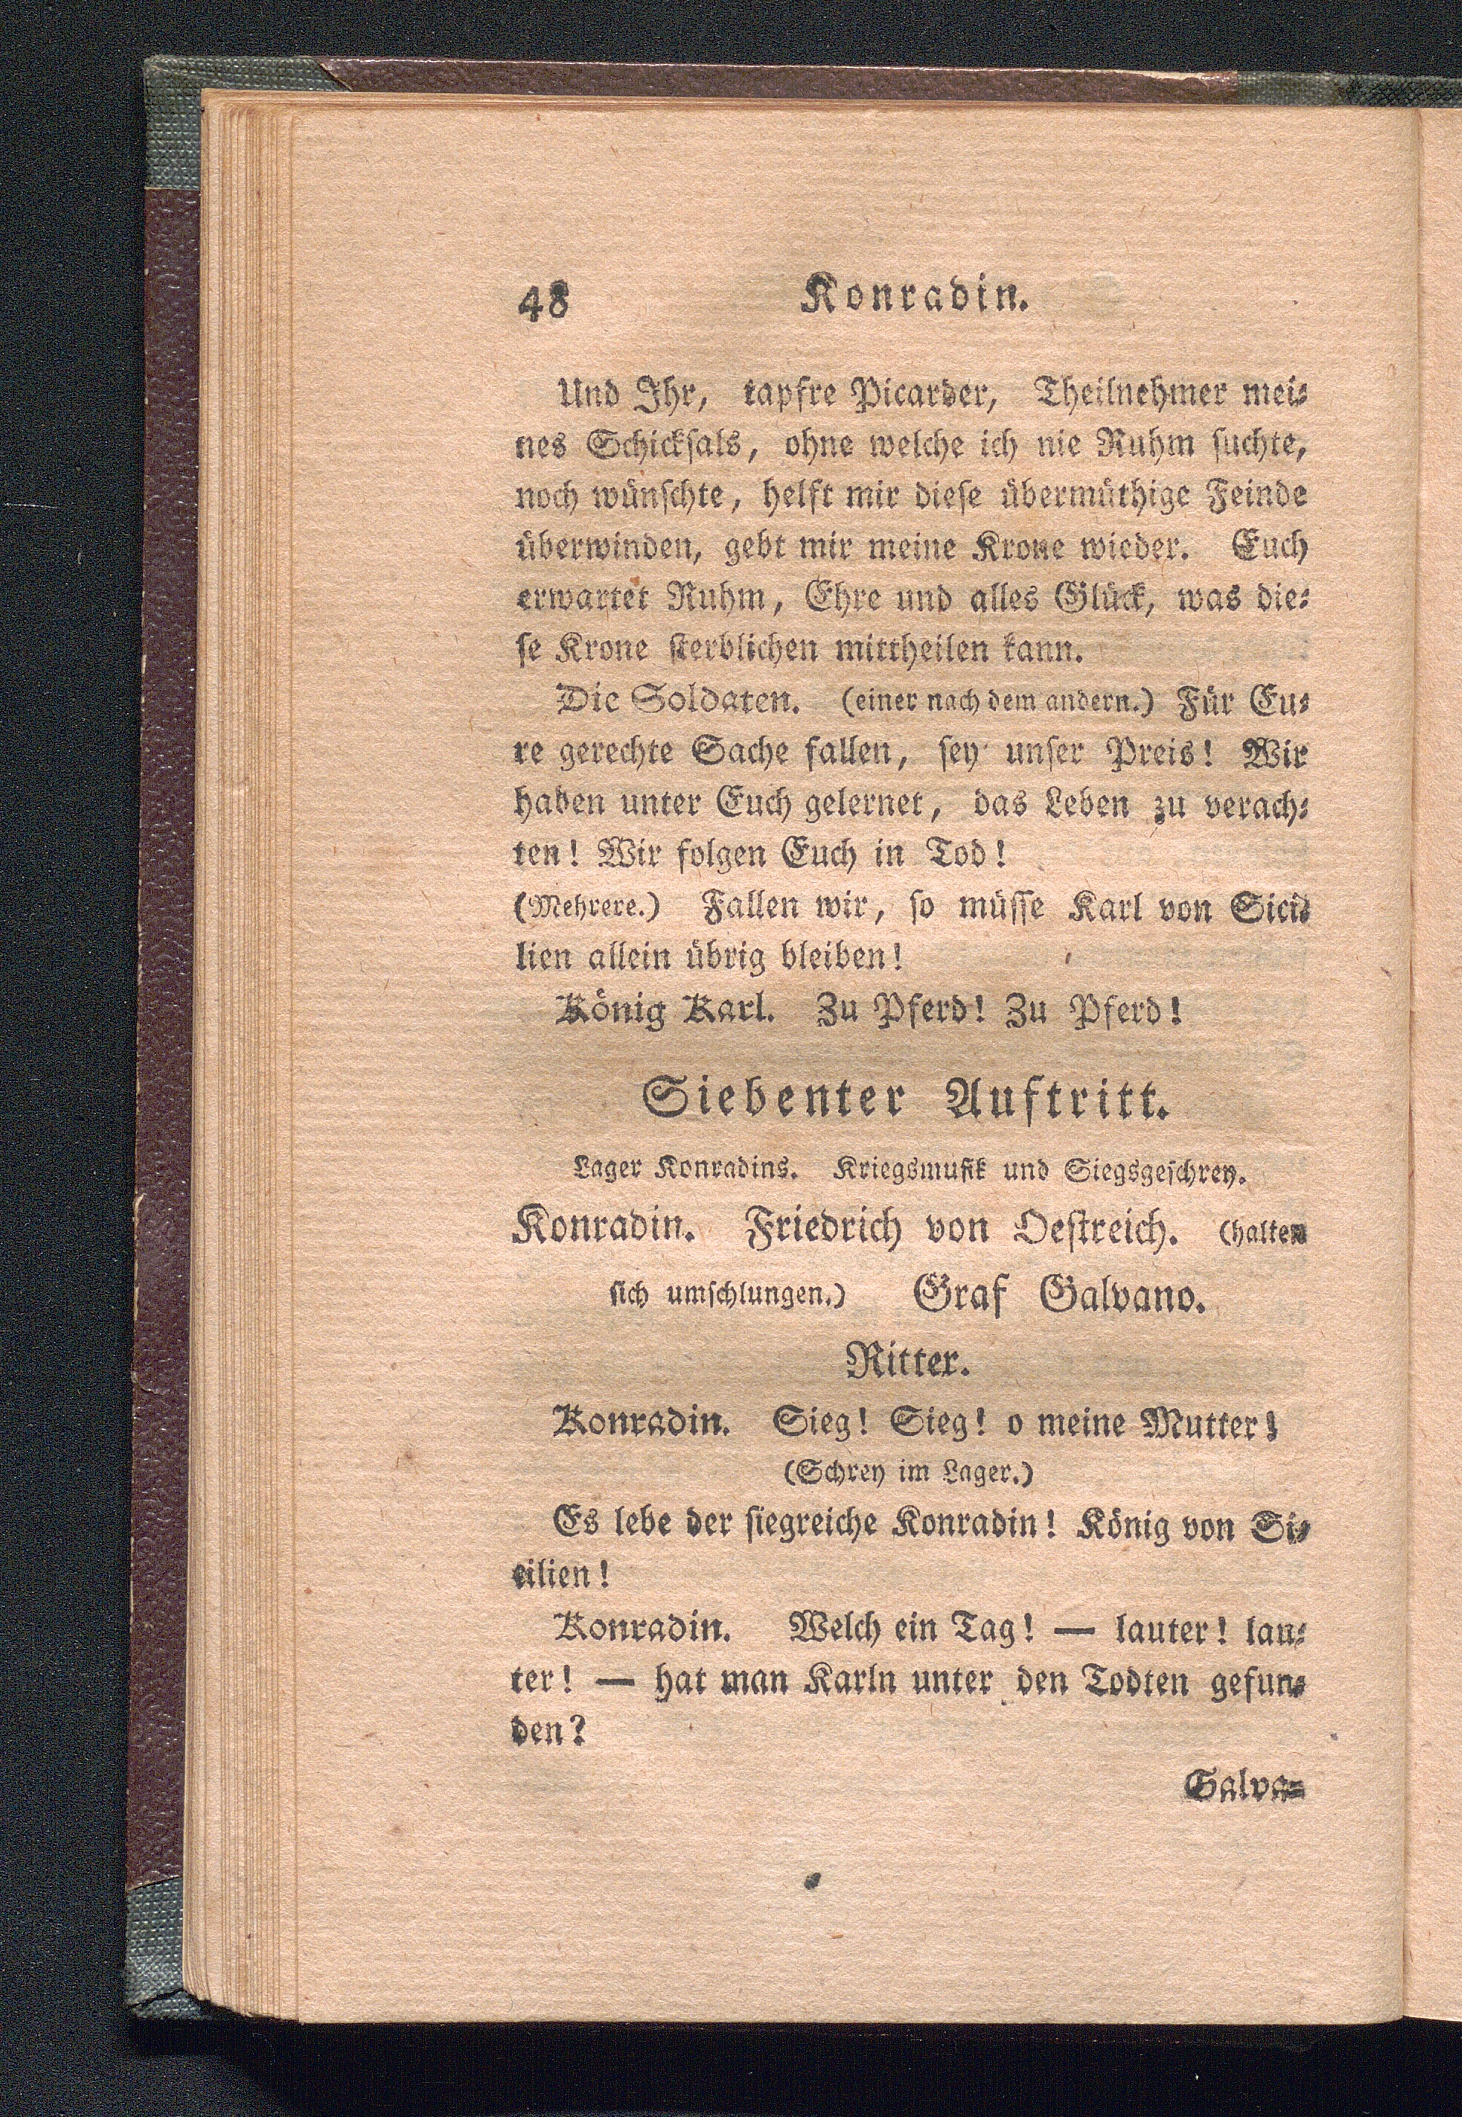 48 Konradin.
Und Ihr, tapfre Picarder, Theilnehmer mei-
nes Schicksals, ohne welche ich nie Ruhm suchte,
noch wünschte, helft mir diese übermüthige Feinde
überwinden, gebt mir meine Krone wieder. Euch
erwartet Ruhm, Ehre und alles Glück, was die-
se Krone sterblichen mittheilen kann.
Die Soldaten. (einer nach dem andern.) Für Eu-
re gerechte Sache fallen, sey unser Preis! Wir
haben unter Euch gelernet, das Leben zu verach-
ten! Wir folgen Euch in Tod!
(Mehrere.) Fallen wir, so müsse Karl von Sici-
lien allein übrig bleiben!
König Karl. Zu Pferd! Zu Pferd!
Siebenter Auftritt.
Lager Konradins. Kriegsmusik und Siegsgeschrey.
Konradin. Friedrich von Oestreich. (halten
sich umschlungen.) Graf Galvano.
Ritter.
Konradin. Sieg! Sieg! o meine Mutter!
(Schrey im Lager.)
Es lebe der siegreiche Konradin! König von Si-
cilien!
Konradin. Welch ein Tag! — lauter! lau-
ter! — hat man Karln unter den Todten gefun-
den?
Galva-